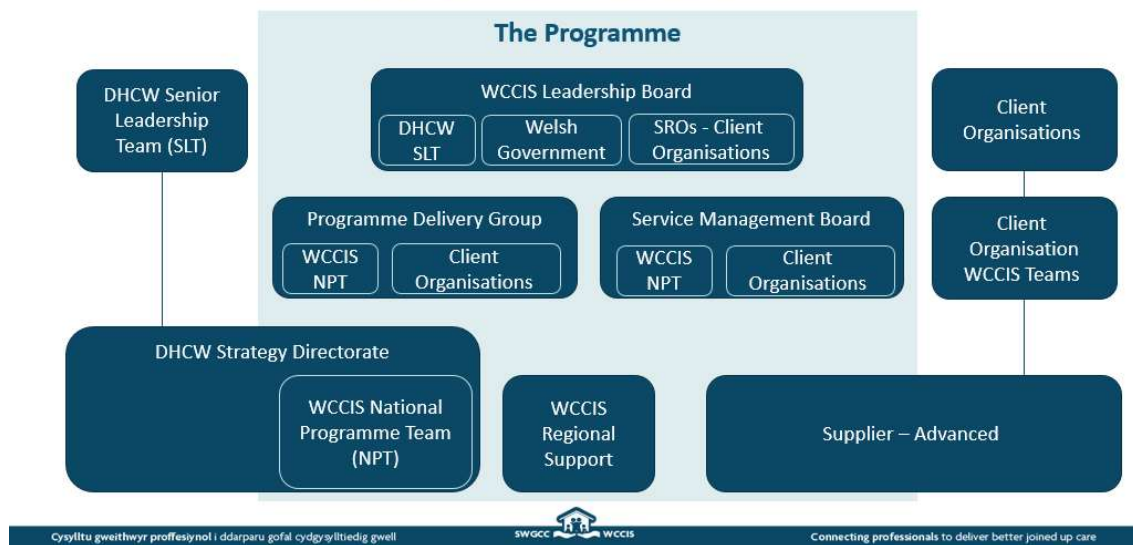 The Programme
DHCW Senior
Leadership
Team (SLT)
WCCIS Leadership Board
DHCW
SLT
Welsh
Government
SROs - Client
Organisations
Client
Organisations
Programme Delivery Group
WCCIS
NPT
Client
Organisations
Service Management Board
WCCIS
NPT
Client
Organisations
Client
Organisation
WCCIS Teams
DHCW Strategy Directorate
WCCIS National
Programme Team
(NPT)
WCCIS
Regional
Support
Supplier – Advanced
Cysylltu gweithwyr proffesiynol i ddarparu gofal cydgysylltiedig gwell
SWGCC WCCIS
Connecting professionals to deliver better joined up care